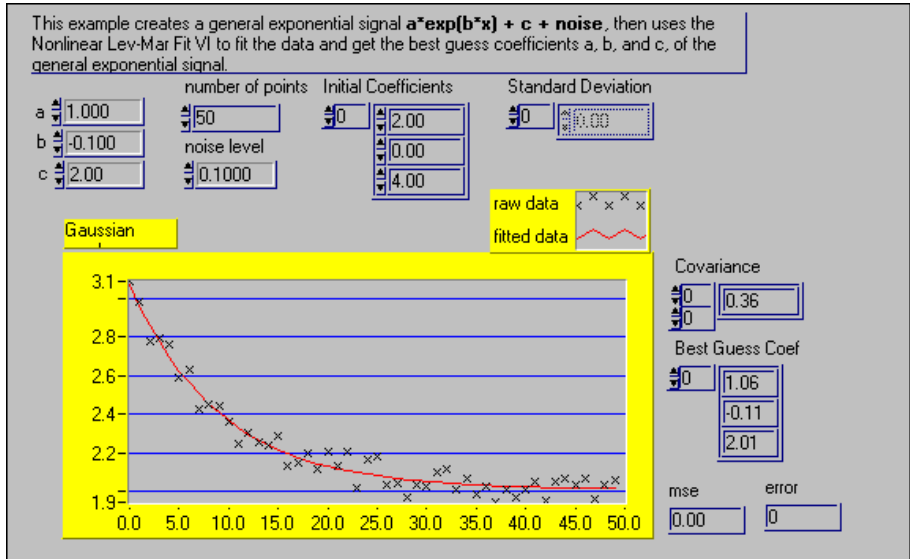 This example creates a general exponential signal a*exp(b*x) + c + noise, then uses the
Nonlinear Lev-Mar Fit VI to fit the data and get the best guess coefficients a, b, and c, of the
general exponential signal.
number of points Initial Coefficients Standard Deviation
a 1.000 50 0 2.00 0 0.00
b -0.100 noise level 0.00
c 2.00 0.1000 4.00
raw data
fitted data
Gaussian
Covariance
0 0.36
0
Best Guess Coef
0 1.06
-0.11
2.01
mse error
0.00 0
3.1
2.8
2.6
2.4
2.2
1.9
0.0 5.0 10.0 15.0 20.0 25.0 30.0 35.0 40.0 45.0 50.0